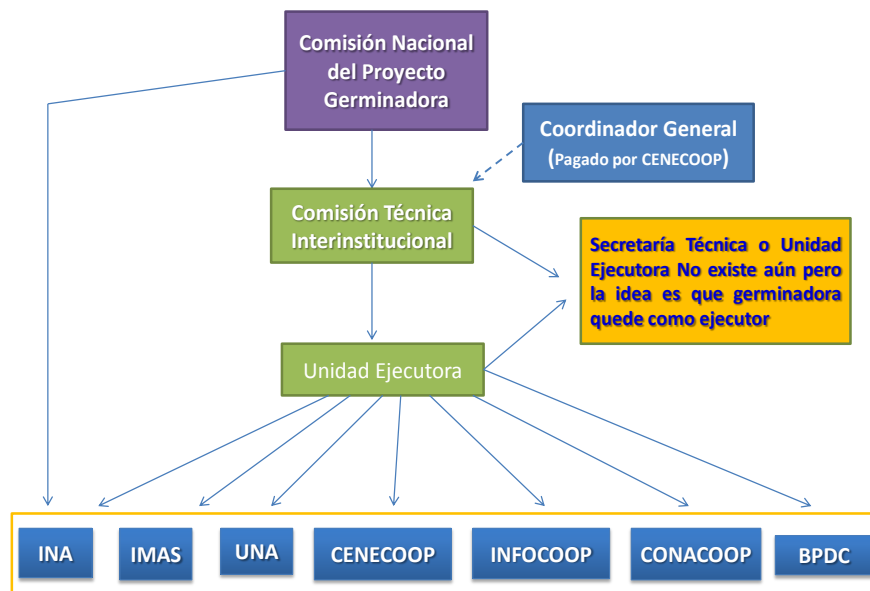 Comisión Nacional
del Proyecto
Germinadora
Coordinador General
(Pagado por CENECOOP)
Comisión Técnica
Interinstitucional
Secretaría Técnica o Unidad
Ejecutora No existe aún pero
la idea es que germinadora
quede como ejecutor
Unidad Ejecutora
INA
IMAS
UNA
CENECOOP
INFOCOOP
CONACOOP
BPDC